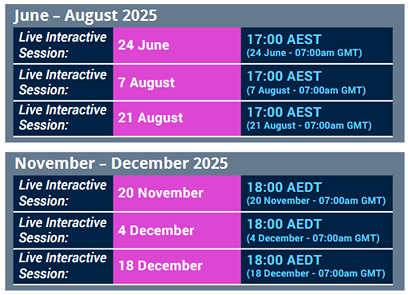 June – August 2025
Live Interactive Session:
24 June
17:00 AEST
(24 June - 07:00am GMT)
Live Interactive Session:
7 August
17:00 AEST
(7 August - 07:00am GMT)
Live Interactive Session:
21 August
17:00 AEST
(21 August - 07:00am GMT)
November – December 2025
Live Interactive Session:
20 November
18:00 AEDT
(20 November - 07:00am GMT)
Live Interactive Session:
4 December
18:00 AEDT
(4 December - 07:00am GMT)
Live Interactive Session:
18 December
18:00 AEDT
(18 December - 07:00am GMT)